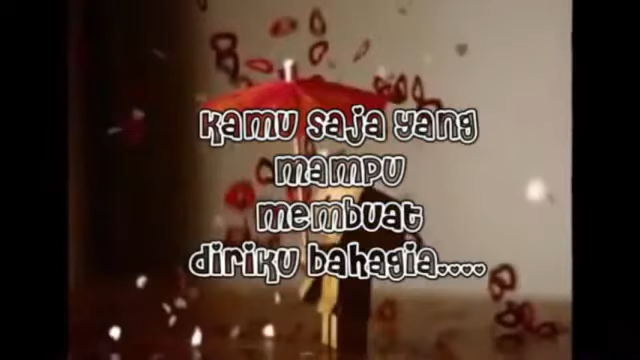 kamu saja yang
mampu
membuat
diriku bahagia....